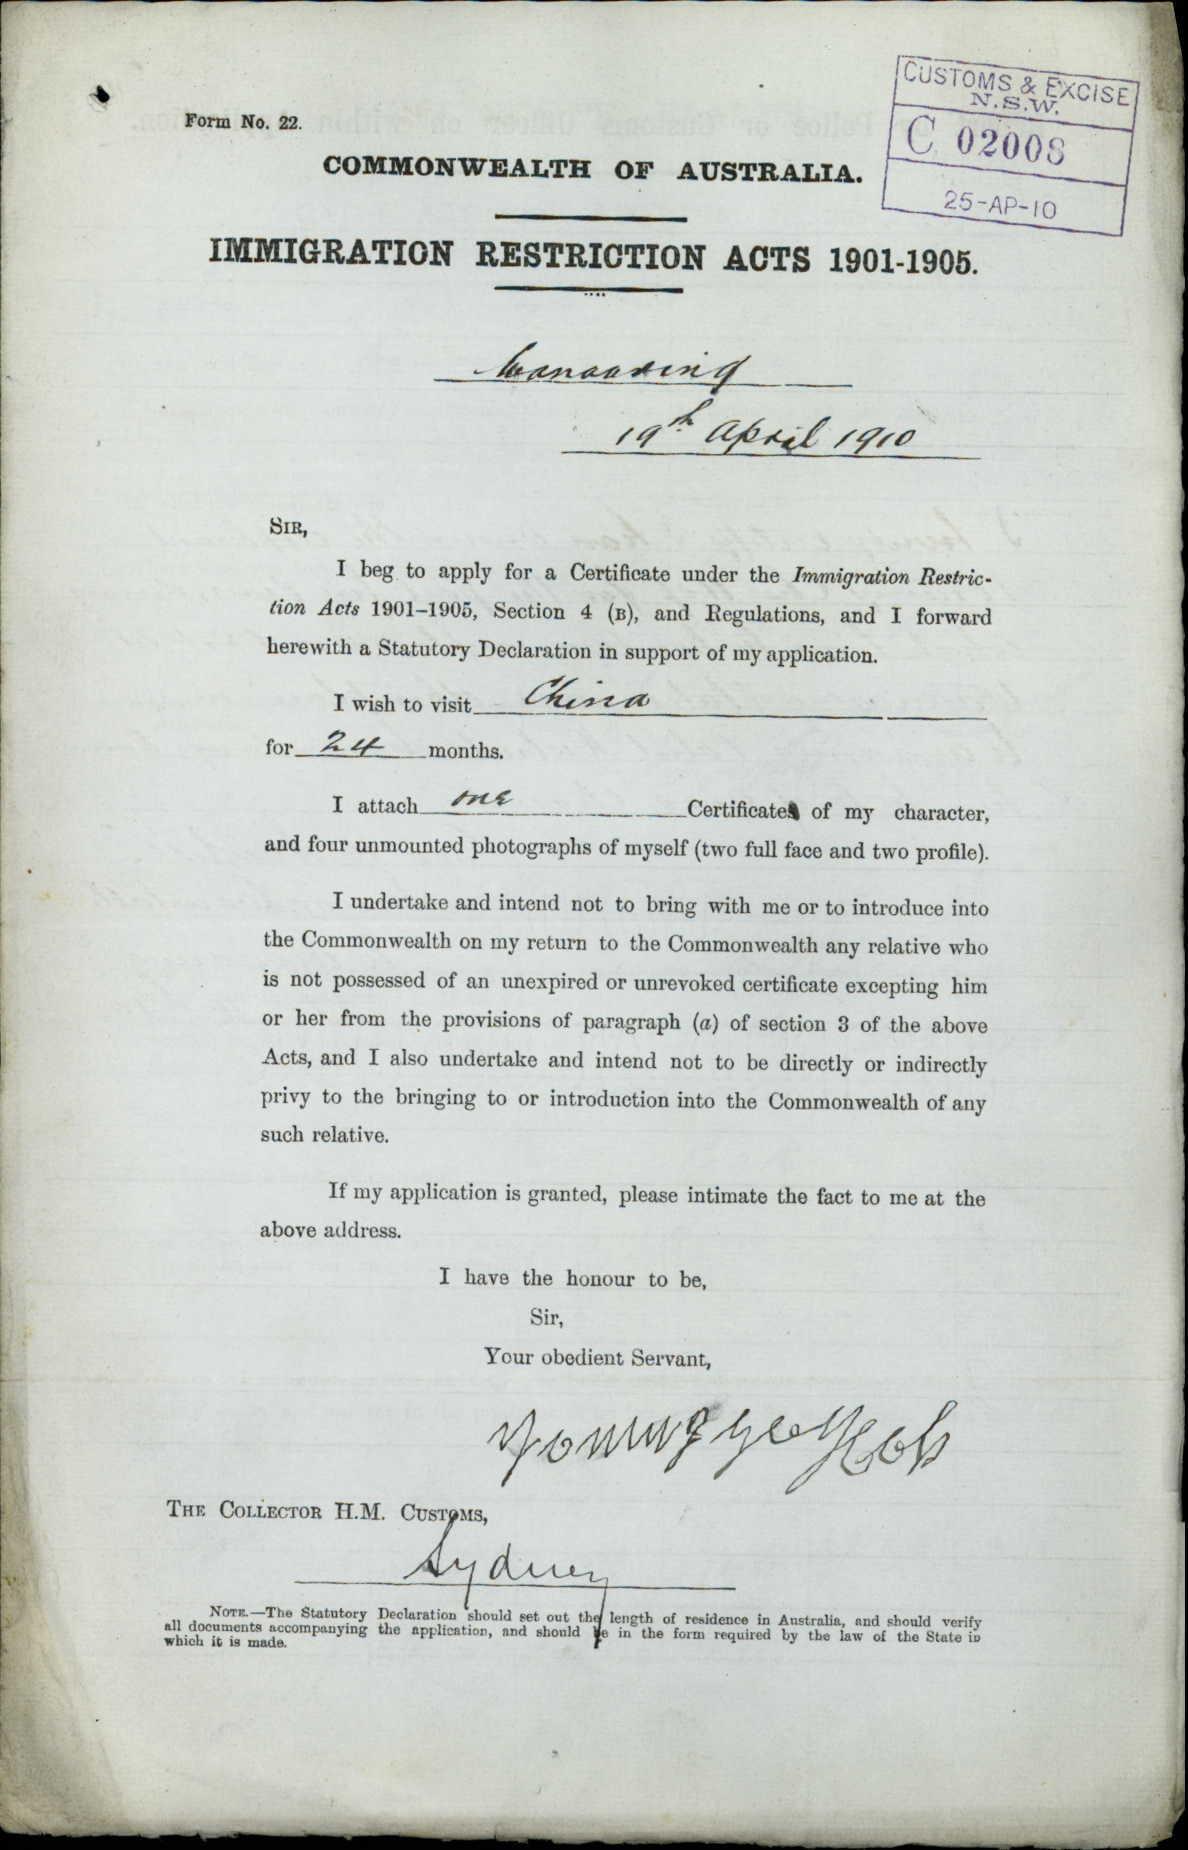 CUSTOMS & EXCISE
N.S.W.
C 02008
25-AP-10
Form No. 22.
COMMONWEALTH OF AUSTRALIA.
IMMIGRATION RESTRICTION ACTS 1901-1905.
Wanaaring
19th April 1910
SIR,
I beg to apply for a Certificate under the Immigration Restric-
tion Acts 1901–1905, Section 4 (B), and Regulations, and I forward
herewith a Statutory Declaration in support of my application.
I wish to visit China
for 24 months.
I attach one Certificate of my character,
and four unmounted photographs of myself (two full face and two profile).
I undertake and intend not to bring with me or to introduce into
the Commonwealth on my return to the Commonwealth any relative who
is not possessed of an unexpired or unrevoked certificate excepting him
or her from the provisions of paragraph (a) of section 3 of the above
Acts, and I also undertake and intend not to be directly or indirectly
privy to the bringing to or introduction into the Commonwealth of any
such relative.
If my application is granted, please intimate the fact to me at the
above address.
I have the honour to be,
Sir,
Your obedient Servant,
THE COLLECTOR H.M. CUSTOMS,
Sydney
NOTE.—The Statutory Declaration should set out the length of residence in Australia, and should verify
all documents accompanying the application, and should be in the form required by the law of the State in
which it is made.